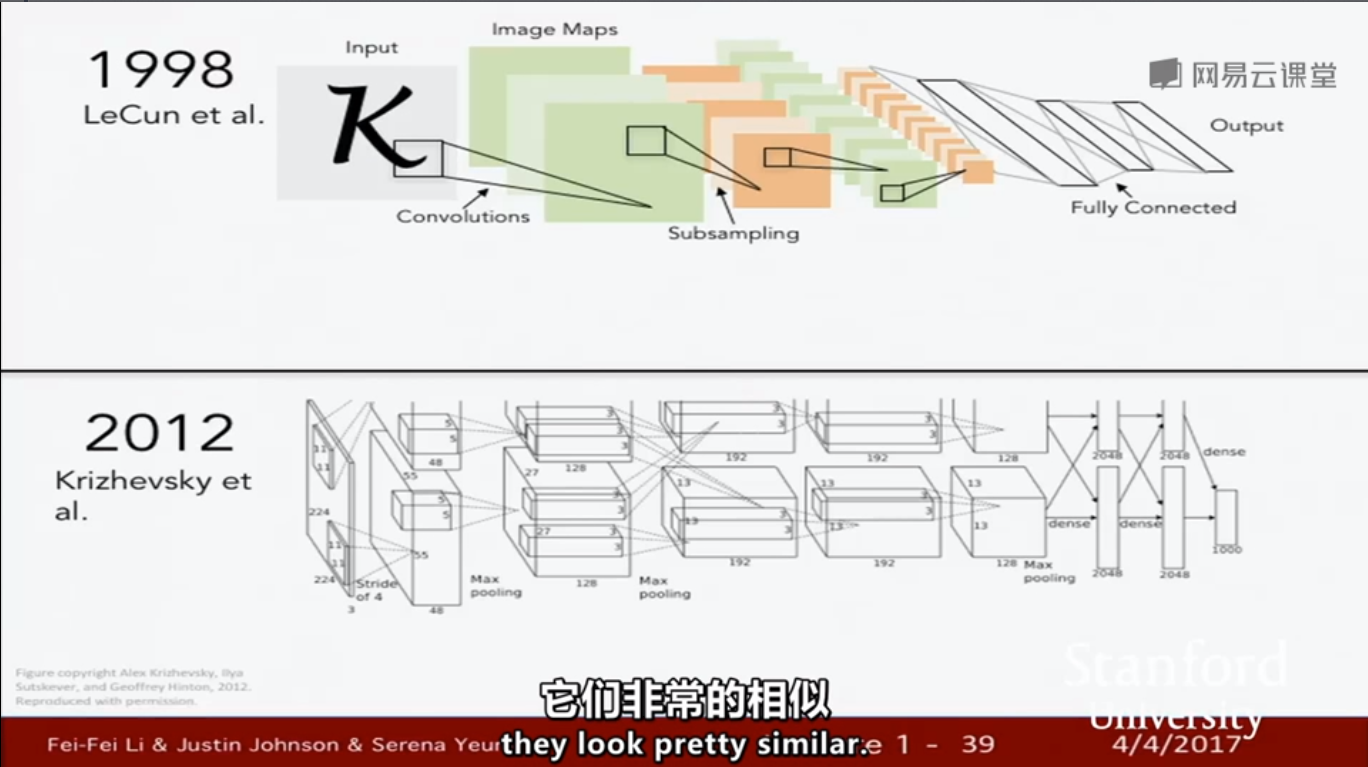 1998
LeCun et al.
Input
Image Maps
Convolutions
Subsampling
Fully Connected
Output
网易云课堂
2012
Krizhevsky et
al.
11
11
224
11
11
224
3
Stride
of 4
5
5
48
55
5
5
55
48
Max
pooling
3
3
27
128
3
3
27
3
3
128
Max
pooling
3
3
192
13
3
13
3
192
3
3
192
13
3
3
13
192
128
13
13
128
Max
pooling
2048
2048
dense
dense
dense
2048
2048
1000
Figure copyright Alex Krizhevsky, Ilya
Sutskever, and Geoffrey Hinton, 2012.
Reproduced with permission.
它们非常的相似
they look pretty similar.
Stanford
University
Fei-Fei Li & Justin Johnson & Serena Yeun
1 - 39
4/4/2017